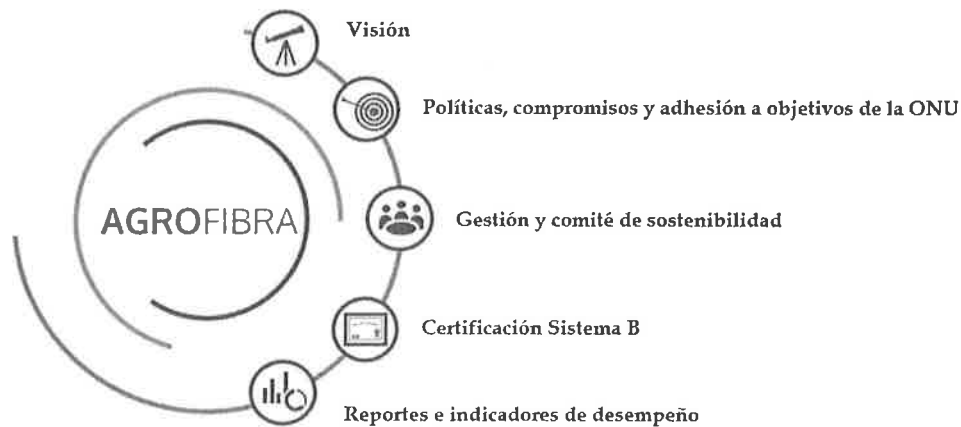 Visión
Políticas, compromisos y adhesión a objetivos de la ONU
AGROFIBRA
Gestión y comité de sostenibilidad
Certificación Sistema B
Reportes e indicadores de desempeño